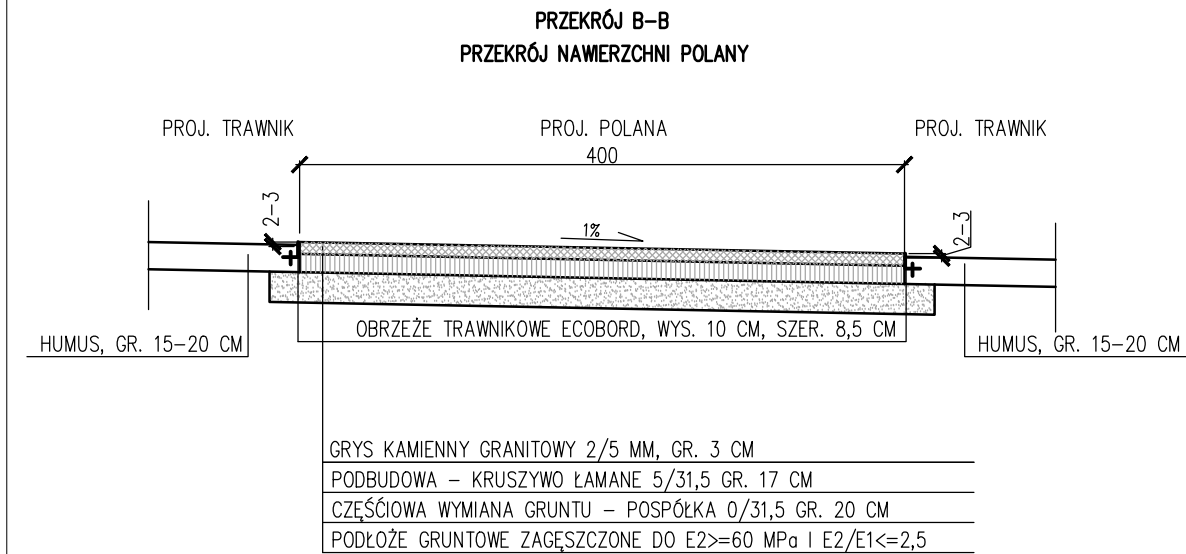 PRZEKRÓJ B-B
PRZEKRÓJ NAWIERZCHNI POLANY
PROJ. TRAWNIK
PROJ. POLANA
PROJ. TRAWNIK
400
2-3
1%
2-3
OBRZEŻE TRAWNIKOWE ECOBORD, WYS. 10 CM, SZER. 8,5 CM
HUMUS, GR. 15-20 CM
HUMUS, GR. 15-20 CM
GRYS KAMIENNY GRANITOWY 2/5 MM, GR. 3 CM
PODBUDOWA - KRUSZYWO ŁAMANE 5/31,5 GR. 17 CM
CZĘŚĆIOWA WYMIANA GRUNTU - POSPÓŁKA 0/31,5 GR. 20 CM
PODŁOŻE GRUNTOWE ZAGĘSZCZONE DO E2>=60 MPa I E2/E1<=2,5